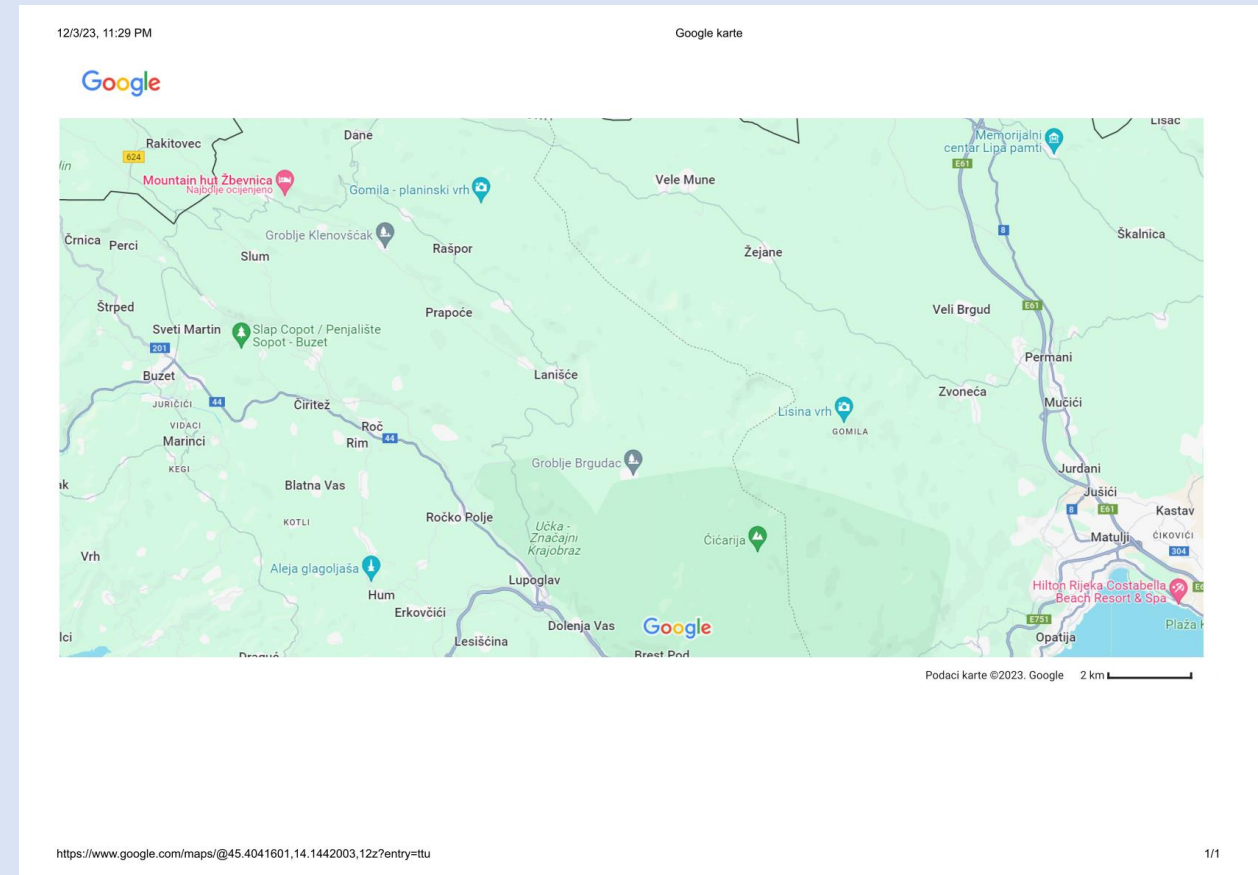 12/3/23, 11:29 PM
Google karte
Google
Lisac
Rakitovec
Dane
Memorijalni
centar Lipa pamti
624
E61
Mountain hut Žbevnica
Najbolje ocijenjeno
Gomila - planinski vrh
Vele Mune
Črnica
Perci
Groblje Klenovšćak
Slum
Rašpor
Žejane
8
Škalnica
Štrped
Prapoće
Veli Brgud
E61
Sveti Martin
Slap Copot / Penjalište
Sopot - Buzet
201
Permani
Buzet
Lanišće
Zvoneća
JURIČIĆI
44
Ćiritež
Lisina vrh
Mučići
VIDACI
Roč
GOMILA
Marinci
Rim
44
KEGI
Groblje Brgudac
Jurdani
Blatna Vas
Jušići
8
E61
Kastav
KOTLI
Ročko Polje
Učka -
Značajni
Krajobraz
Ćićarija
Matulji
ĆIKOVIĆI
304
Vrh
Aleja glagoljaša
Lupoglav
Hilton Rijeka Costabella
Beach Resort & Spa
Hum
Erkovčići
Dolenja Vas
Google
E751
Plaža
Lesišćina
Opatija
Brest Pod
Podaci karte ©2023. Google
2 km
https://www.google.com/maps/@45.4041601,14.1442003,12z?entry=ttu
1/1